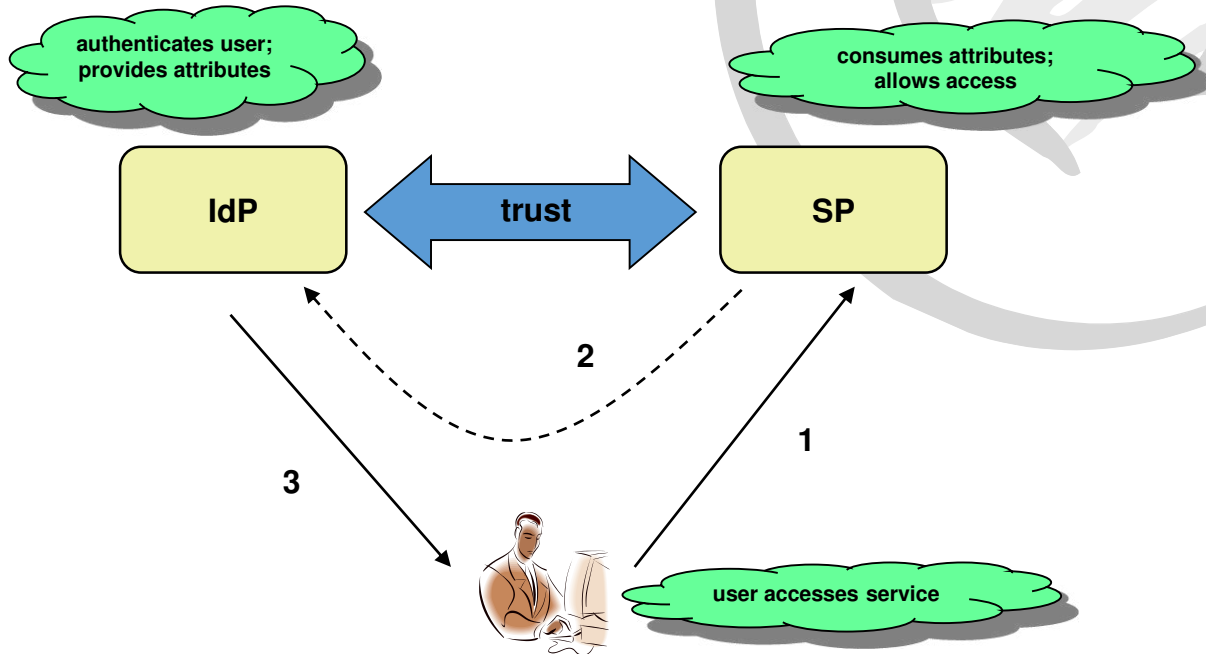 authenticates user;
provides attributes
consumes attributes;
allows access
IdP
trust
SP
2
1
3
user accesses service